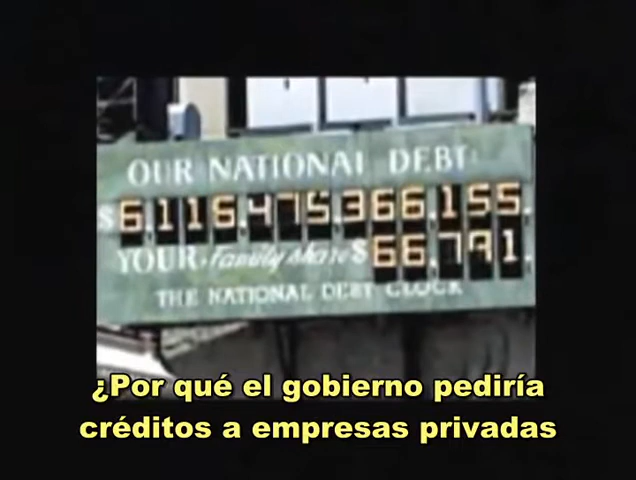 OUR NATIONAL DEBT:
$6,116,475,366,155.
YOUR Family share $66,791.
THE NATIONAL DEBT CLOCK
¿Por qué el gobierno pediría
créditos a empresas privadas